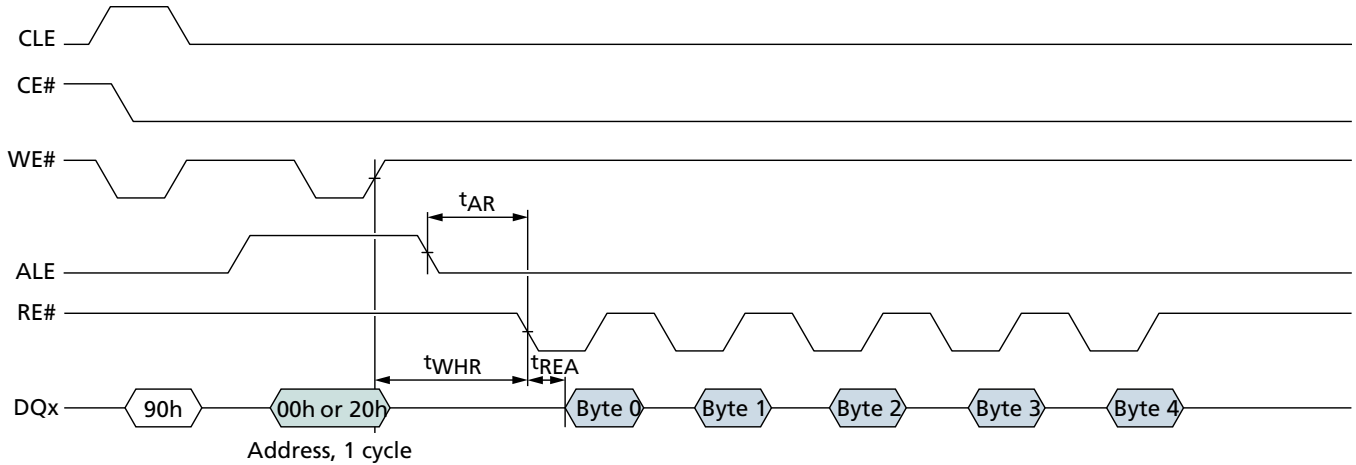 CLE
CE#
WE#
tAR
ALE
RE#
tWHR tREA
DQx 90h 00h or 20h Byte 0 Byte 1 Byte 2 Byte 3 Byte 4
Address, 1 cycle